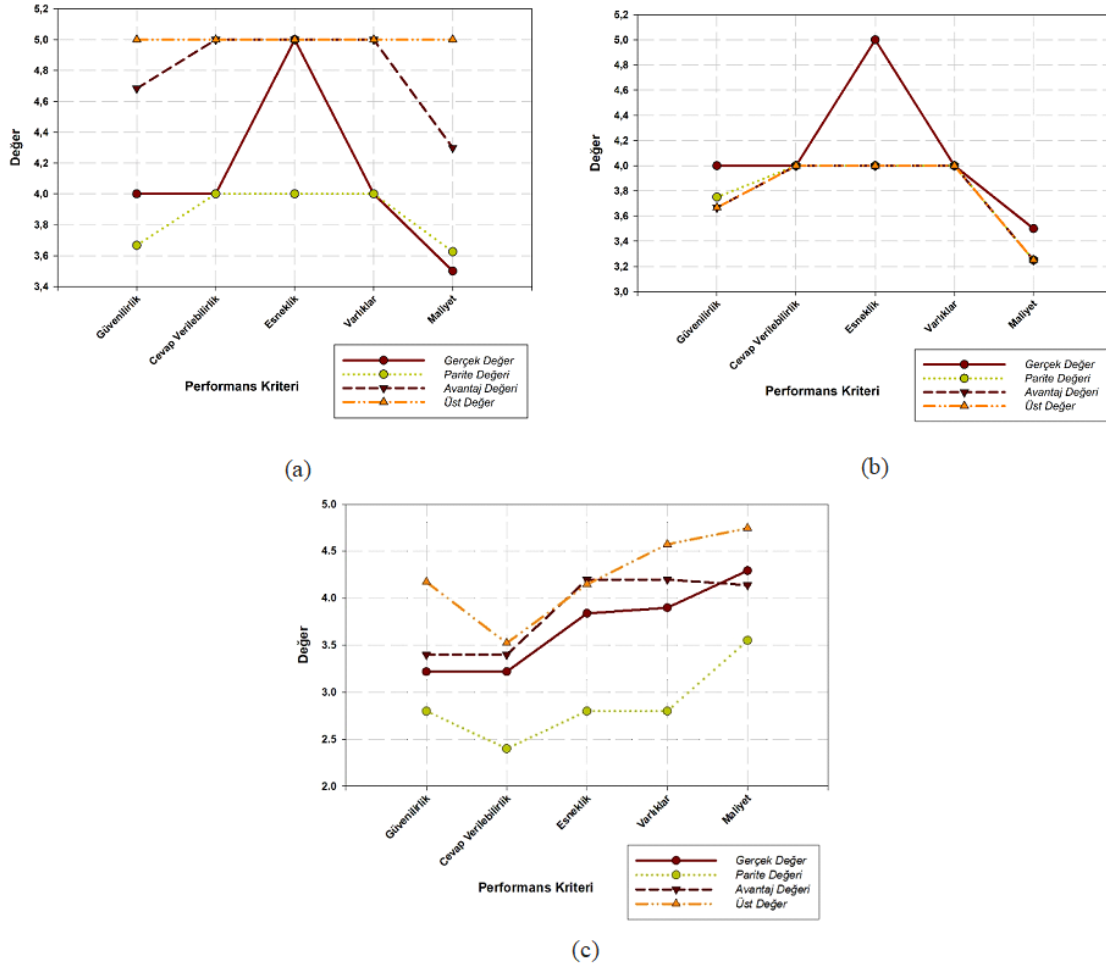 5,2
5,0
4,8
4,6
4,4
4,2
4,0
3,8
3,6
3,4
Değer
Güvenilirlik
Cevap Verilebilirlik
Esneklik
Varlıklar
Maliyet
Performans Kriteri
Gerçek Değer
Parite Değeri
Avantaj Değeri
Üst Değer
(a)
5,2
5,0
4,8
4,6
4,4
4,2
4,0
3,8
3,6
3,4
3,2
3,0
Değer
Güvenilirlik
Cevap Verilebilirlik
Esneklik
Varlıklar
Maliyet
Performans Kriteri
Gerçek Değer
Parite Değeri
Avantaj Değeri
Üst Değer
(b)
5.0
4.5
4.0
3.5
3.0
2.5
2.0
Değer
Güvenilirlik
Cevap Verilebilirlik
Esneklik
Varlıklar
Maliyet
Performans Kriteri
Gerçek Değer
Parite Değeri
Avantaj Değeri
Üst Değer
(c)